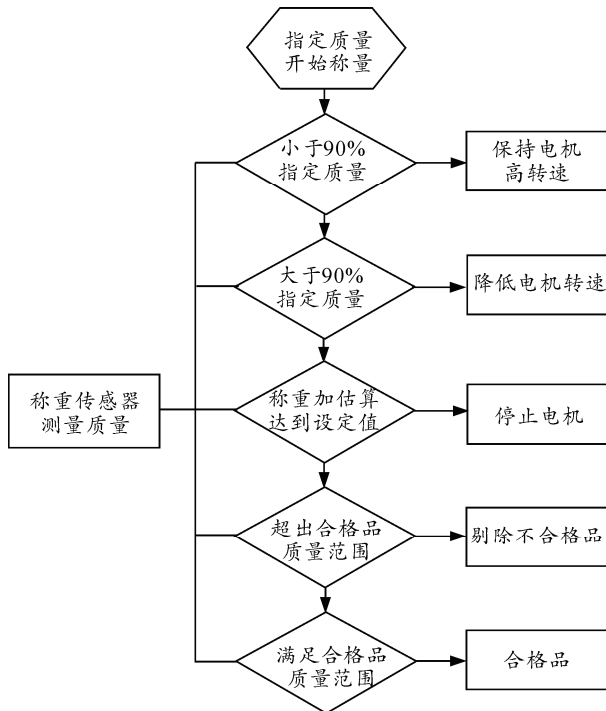 指定质量
开始称量
小于90%
指定质量
保持电机
高转速
大于90%
指定质量
降低电机转速
称重传感器
测量质量
称重加估算
达到设定值
停止电机
超出合格品
质量范围
剔除不合格品
满足合格品
质量范围
合格品